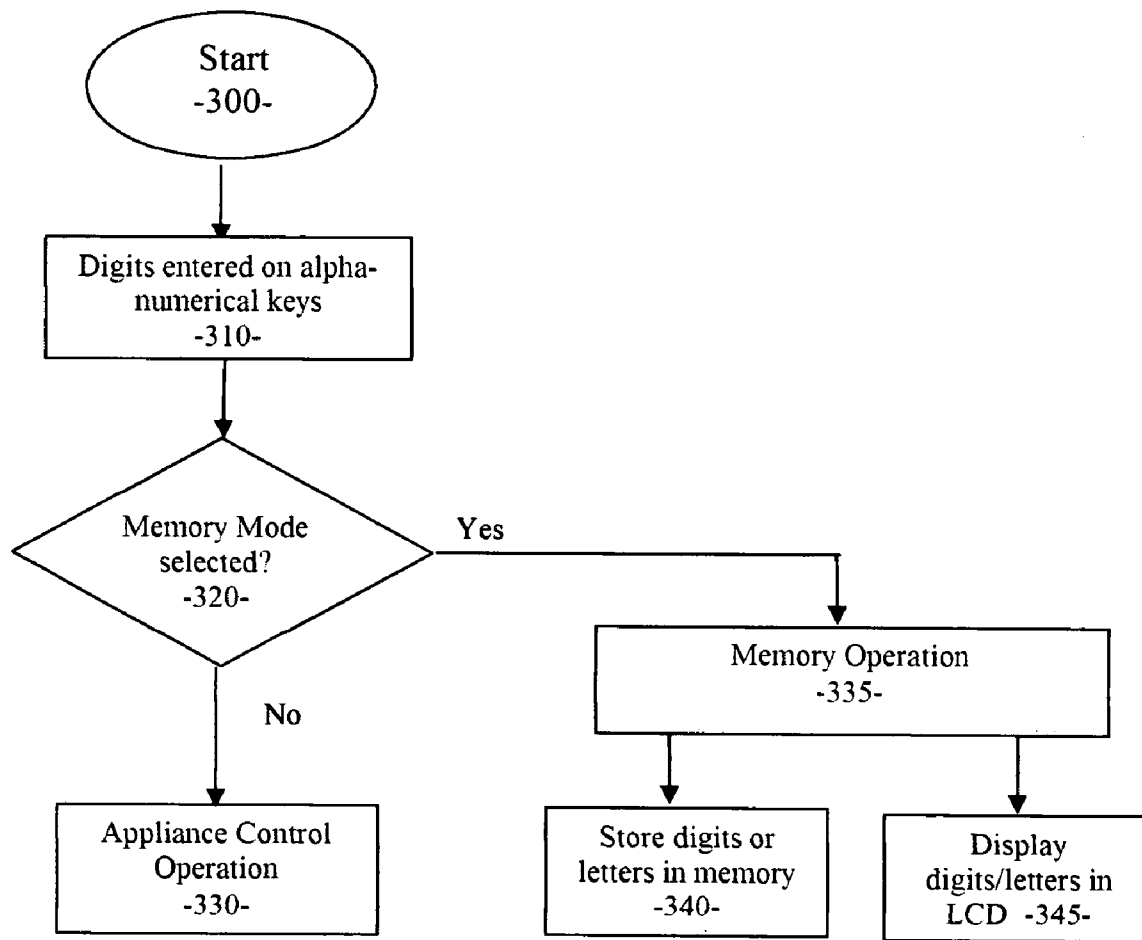 Start
-300-
Digits entered on alpha-
numerical keys
-310-
Memory Mode
selected?
-320-
Yes
No
Memory Operation
-335-
Appliance Control
Operation
-330-
Store digits or
letters in memory
-340-
Display
digits/letters in
LCD -345-